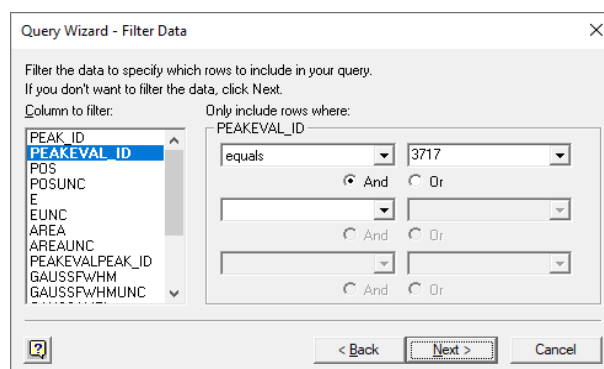 Query Wizard - Filter Data
Filter the data to specify which rows to include in your query.
If you don't want to filter the data, click Next.
Column to filter:
PEAK_ID
PEAKEVAL_ID
POS
POSUNC
E
EUNC
AREA
AREAUNC
PEAKEVALPEAK_ID
GAUSSFWHM
GAUSSFWHMUNC
Only include rows where:
PEAKEVAL_ID
equals 3717
And Or
And Or
And Or
< Back Next > Cancel